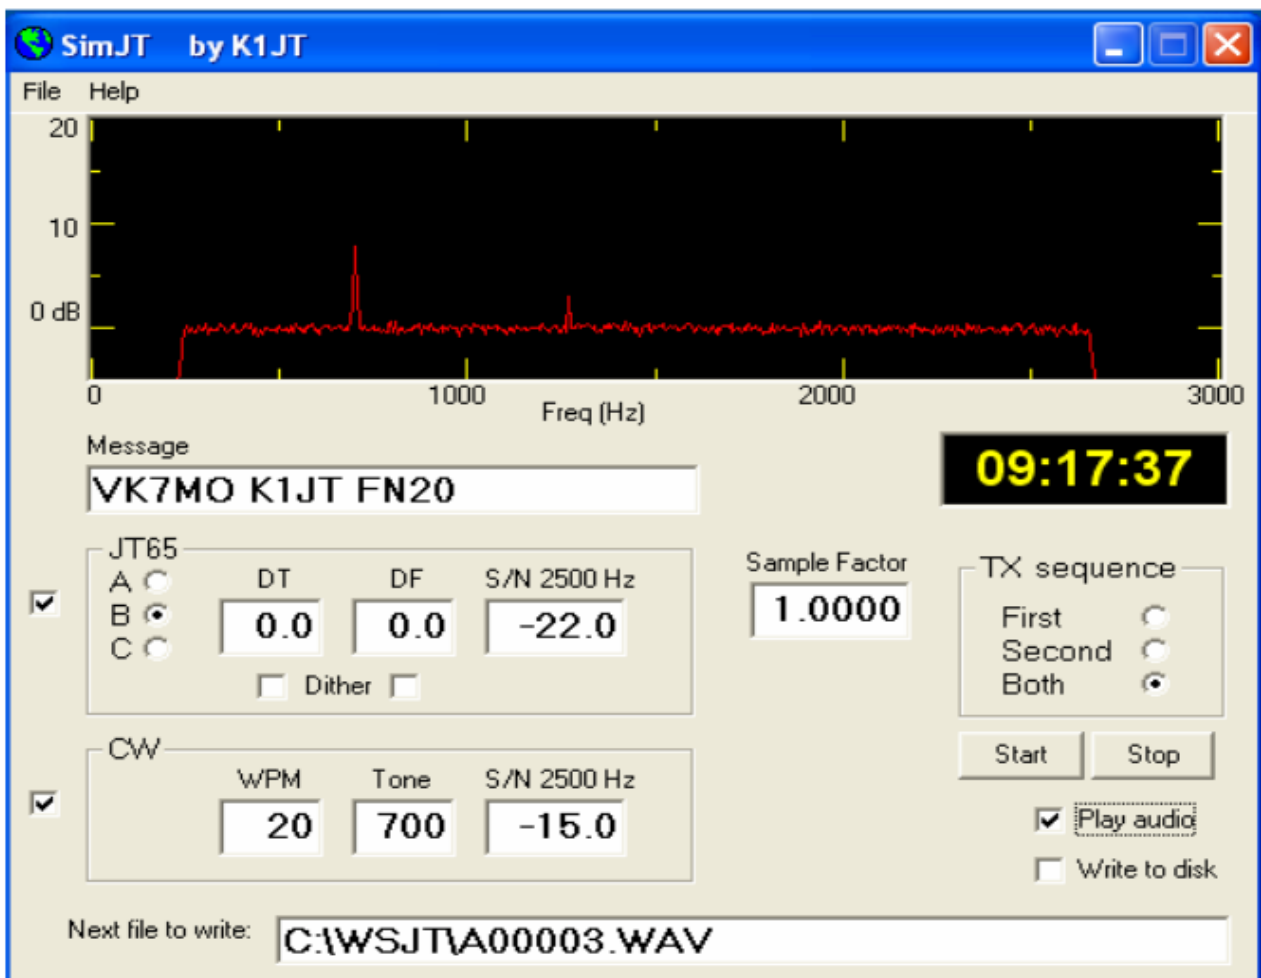 SimJT by K1JT
File Help
20
10
0 dB
0 1000 2000 3000
Freq (Hz)
Message
VK7MO K1JT FN20
09:17:37
JT65
A
B
C
DT DF S/N 2500 Hz
0.0 0.0 -22.0
Dither
Sample Factor
1.0000
TX sequence
First
Second
Both
Start Stop
CW
WPM Tone S/N 2500 Hz
20 700 -15.0
Play audio
Write to disk
Next file to write: C:\WSJT\A00003.WAV